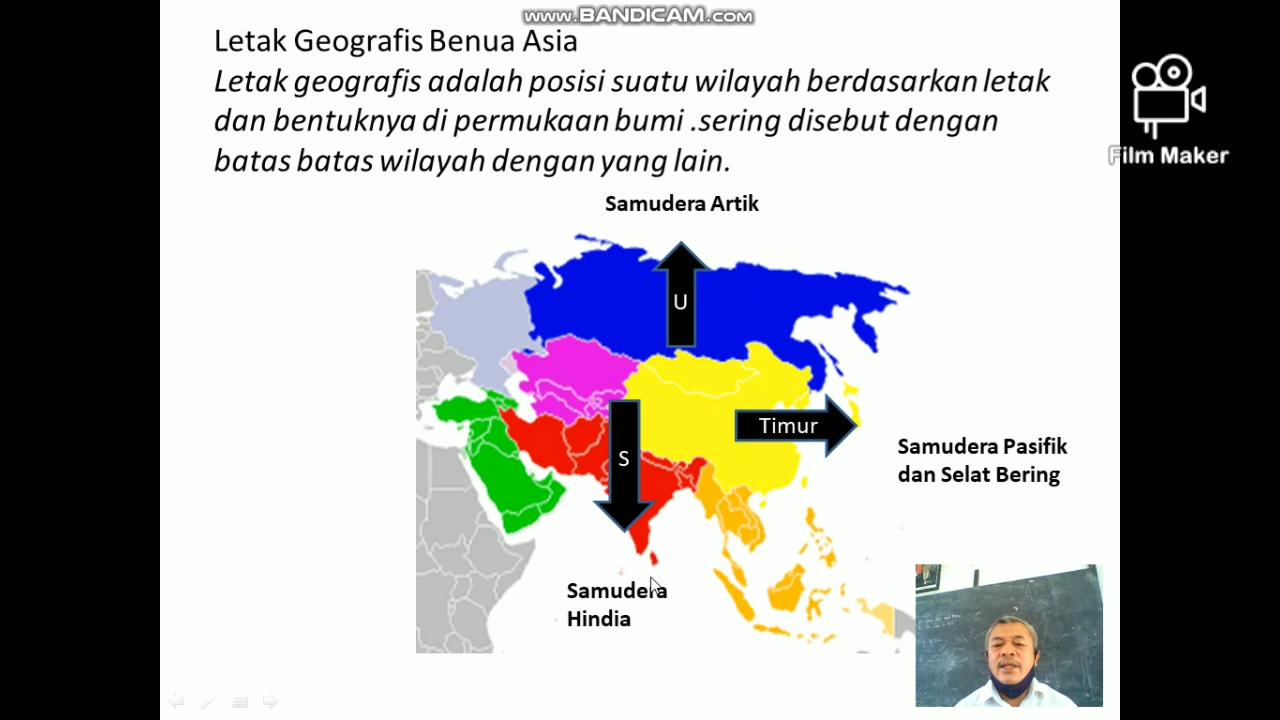 www.BANDICAM.com
Letak Geografis Benua Asia
Letak geografis adalah posisi suatu wilayah berdasarkan letak
dan bentuknya di permukaan bumi .sering disebut dengan
batas batas wilayah dengan yang lain.
Film Maker
Samudera Artik
U
Timur
S
Samudera Pasifik
dan Selat Bering
Samudera
Hindia